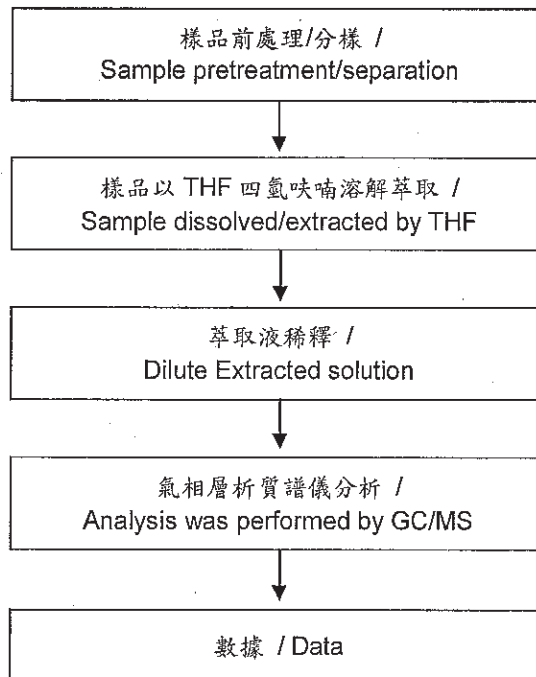 樣品前處理/分樣 /
Sample pretreatment/separation
樣品以 THF 四氫呋喃溶解萃取 /
Sample dissolved/extracted by THF
萃取液稀釋 /
Dilute Extracted solution
氣相層析質譜儀分析 /
Analysis was performed by GC/MS
數據 / Data